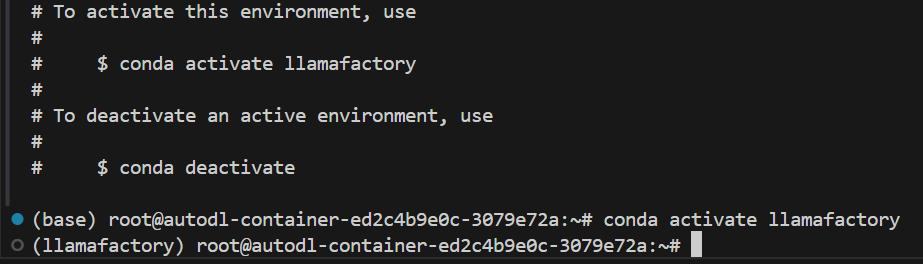 # To activate this environment, use
#
#     $ conda activate llamafactory
#
# To deactivate an active environment, use
#
#     $ conda deactivate
(base) root@autodl-container-ed2c4b9e0c-3079e72a:~# conda activate llamafactory
(llamafactory) root@autodl-container-ed2c4b9e0c-3079e72a:~#